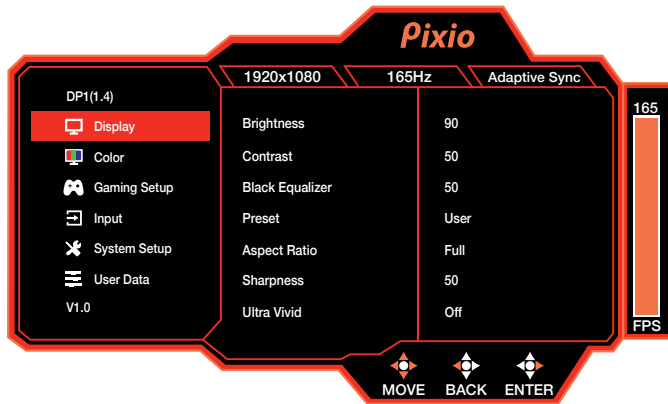 Pixio
1920x1080 165Hz Adaptive Sync
DP1(1.4)
Display
Color
Gaming Setup
Input
System Setup
User Data
V1.0
Brightness 90
Contrast 50
Black Equalizer 50
Preset User
Aspect Ratio Full
Sharpness 50
Ultra Vivid Off
165
FPS
MOVE BACK ENTER